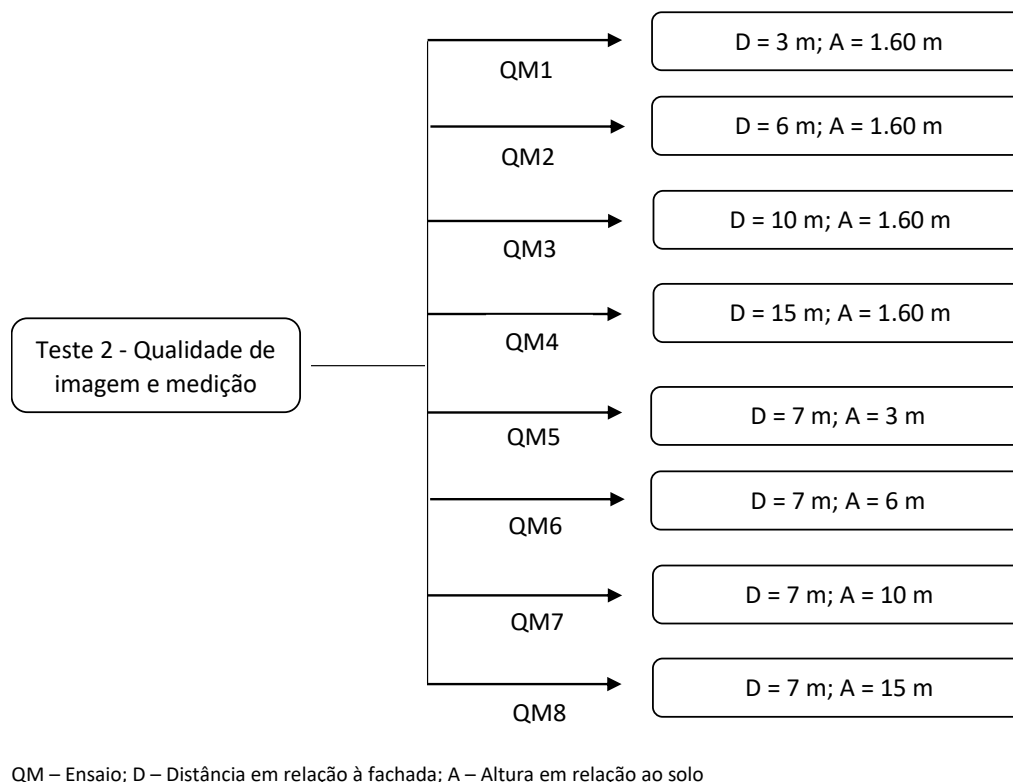 D = 3 m; A = 1.60 m
QM1
D = 6 m; A = 1.60 m
QM2
D = 10 m; A = 1.60 m
QM3
D = 15 m; A = 1.60 m
QM4
Teste 2 - Qualidade de
imagem e medição
D = 7 m; A = 3 m
QM5
D = 7 m; A = 6 m
QM6
D = 7 m; A = 10 m
QM7
D = 7 m; A = 15 m
QM8
QM – Ensaio; D – Distância em relação à fachada; A – Altura em relação ao solo